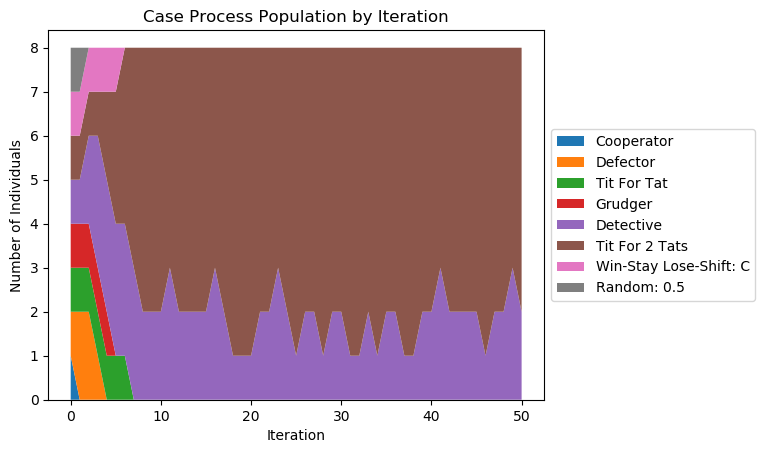 Case Process Population by Iteration
8
7
6
5
4
3
2
1
0
Number of Individuals
0 10 20 30 40 50
Iteration
Cooperator
Defector
Tit For Tat
Grudger
Detective
Tit For 2 Tats
Win-Stay Lose-Shift: C
Random: 0.5